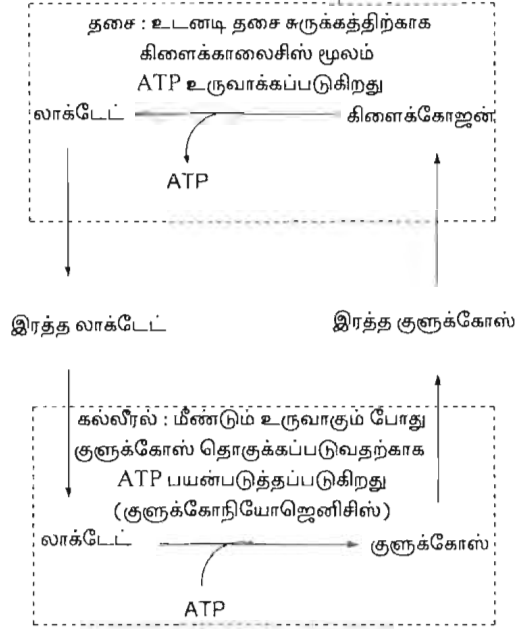 தசை : உடனடி தசை சுருக்கத்திற்காக
கிளைக்காலைசிஸ் மூலம்
ATP உருவாக்கப்படுகிறது
லாக்டேட் கிளைக்கோஜன்
ATP
இரத்த லாக்டேட் இரத்த குளுக்கோஸ்
கல்லீரல் : மீண்டும் உருவாகும் போது
குளுக்கோஸ் தொகுக்கப்படுவதற்காக
ATP பயன்படுத்தப்படுகிறது
(குளுக்கோநியோஜெனிசிஸ்)
லாக்டேட் குளுக்கோஸ்
ATP